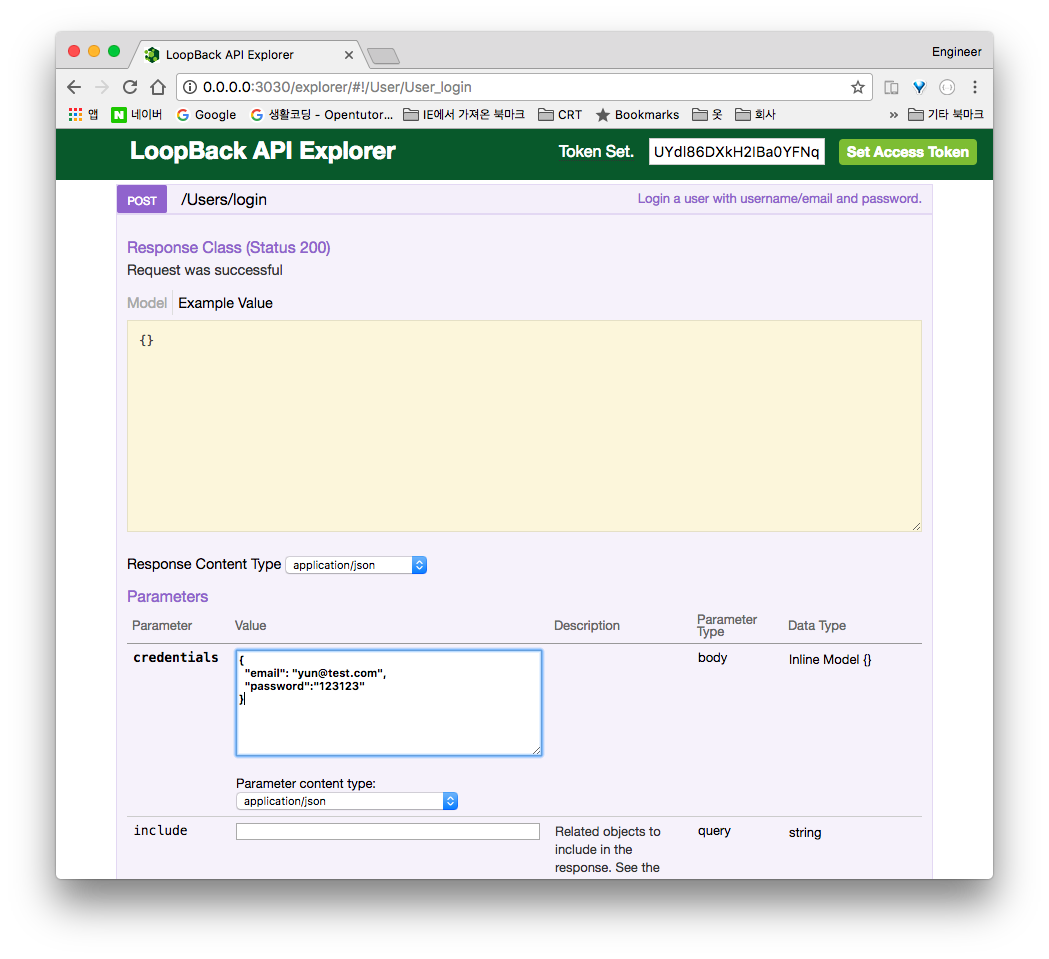 LoopBack API Explorer
Engineer
0.0.0.0:3030/explorer/#!/User/User_login
앱 네이버 Google 생활코딩 - Opentutor... IE에서 가져온 북마크 CRT Bookmarks 옷 회사 » 기타 북마크
LoopBack API Explorer Token Set. UYdI86DXkH2IBa0YFNq Set Access Token
POST /Users/login Login a user with username/email and password.
Response Class (Status 200)
Request was successful
Model Example Value
{}
Response Content Type application/json
Parameters
Parameter Value Description Parameter Type Data Type
credentials
{
"email": "yun@test.com",
"password":"123123"
}
body Inline Model {}
Parameter content type:
application/json
include
Related objects to
include in the
response. See the
query string